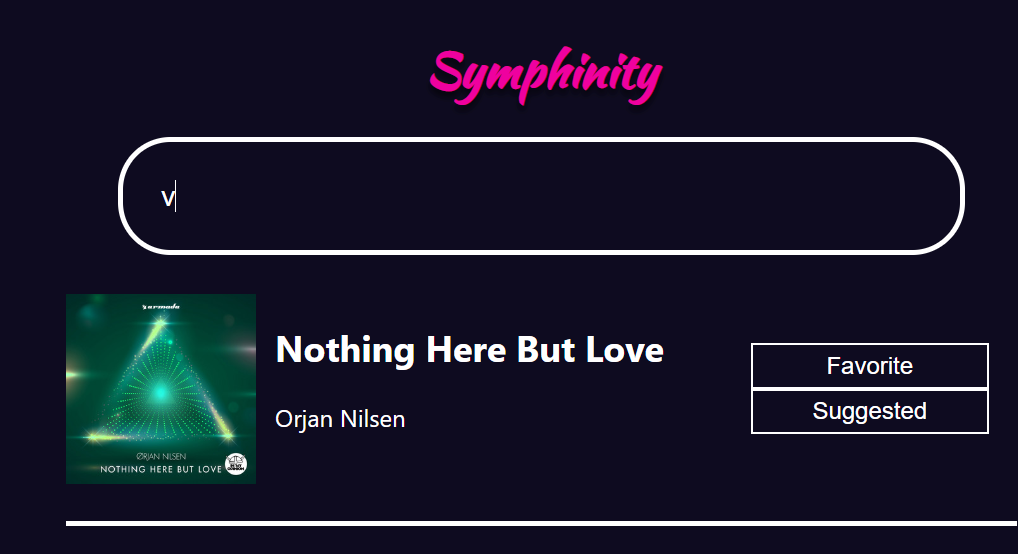 Symphinity
v
armada
ØRJAN NILSEN
NOTHING HERE BUT LOVE
Nothing Here But Love
Orjan Nilsen
Favorite
Suggested